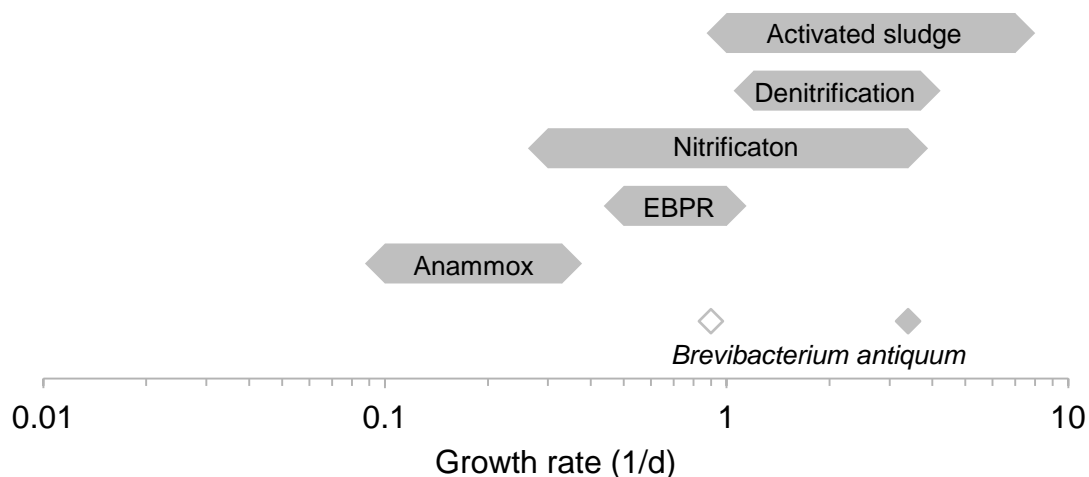 Activated sludge
Denitrification
Nitrificaton
EBPR
Anammox
Brevibacterium antiquum
0.01 0.1 1 10
Growth rate (1/d)